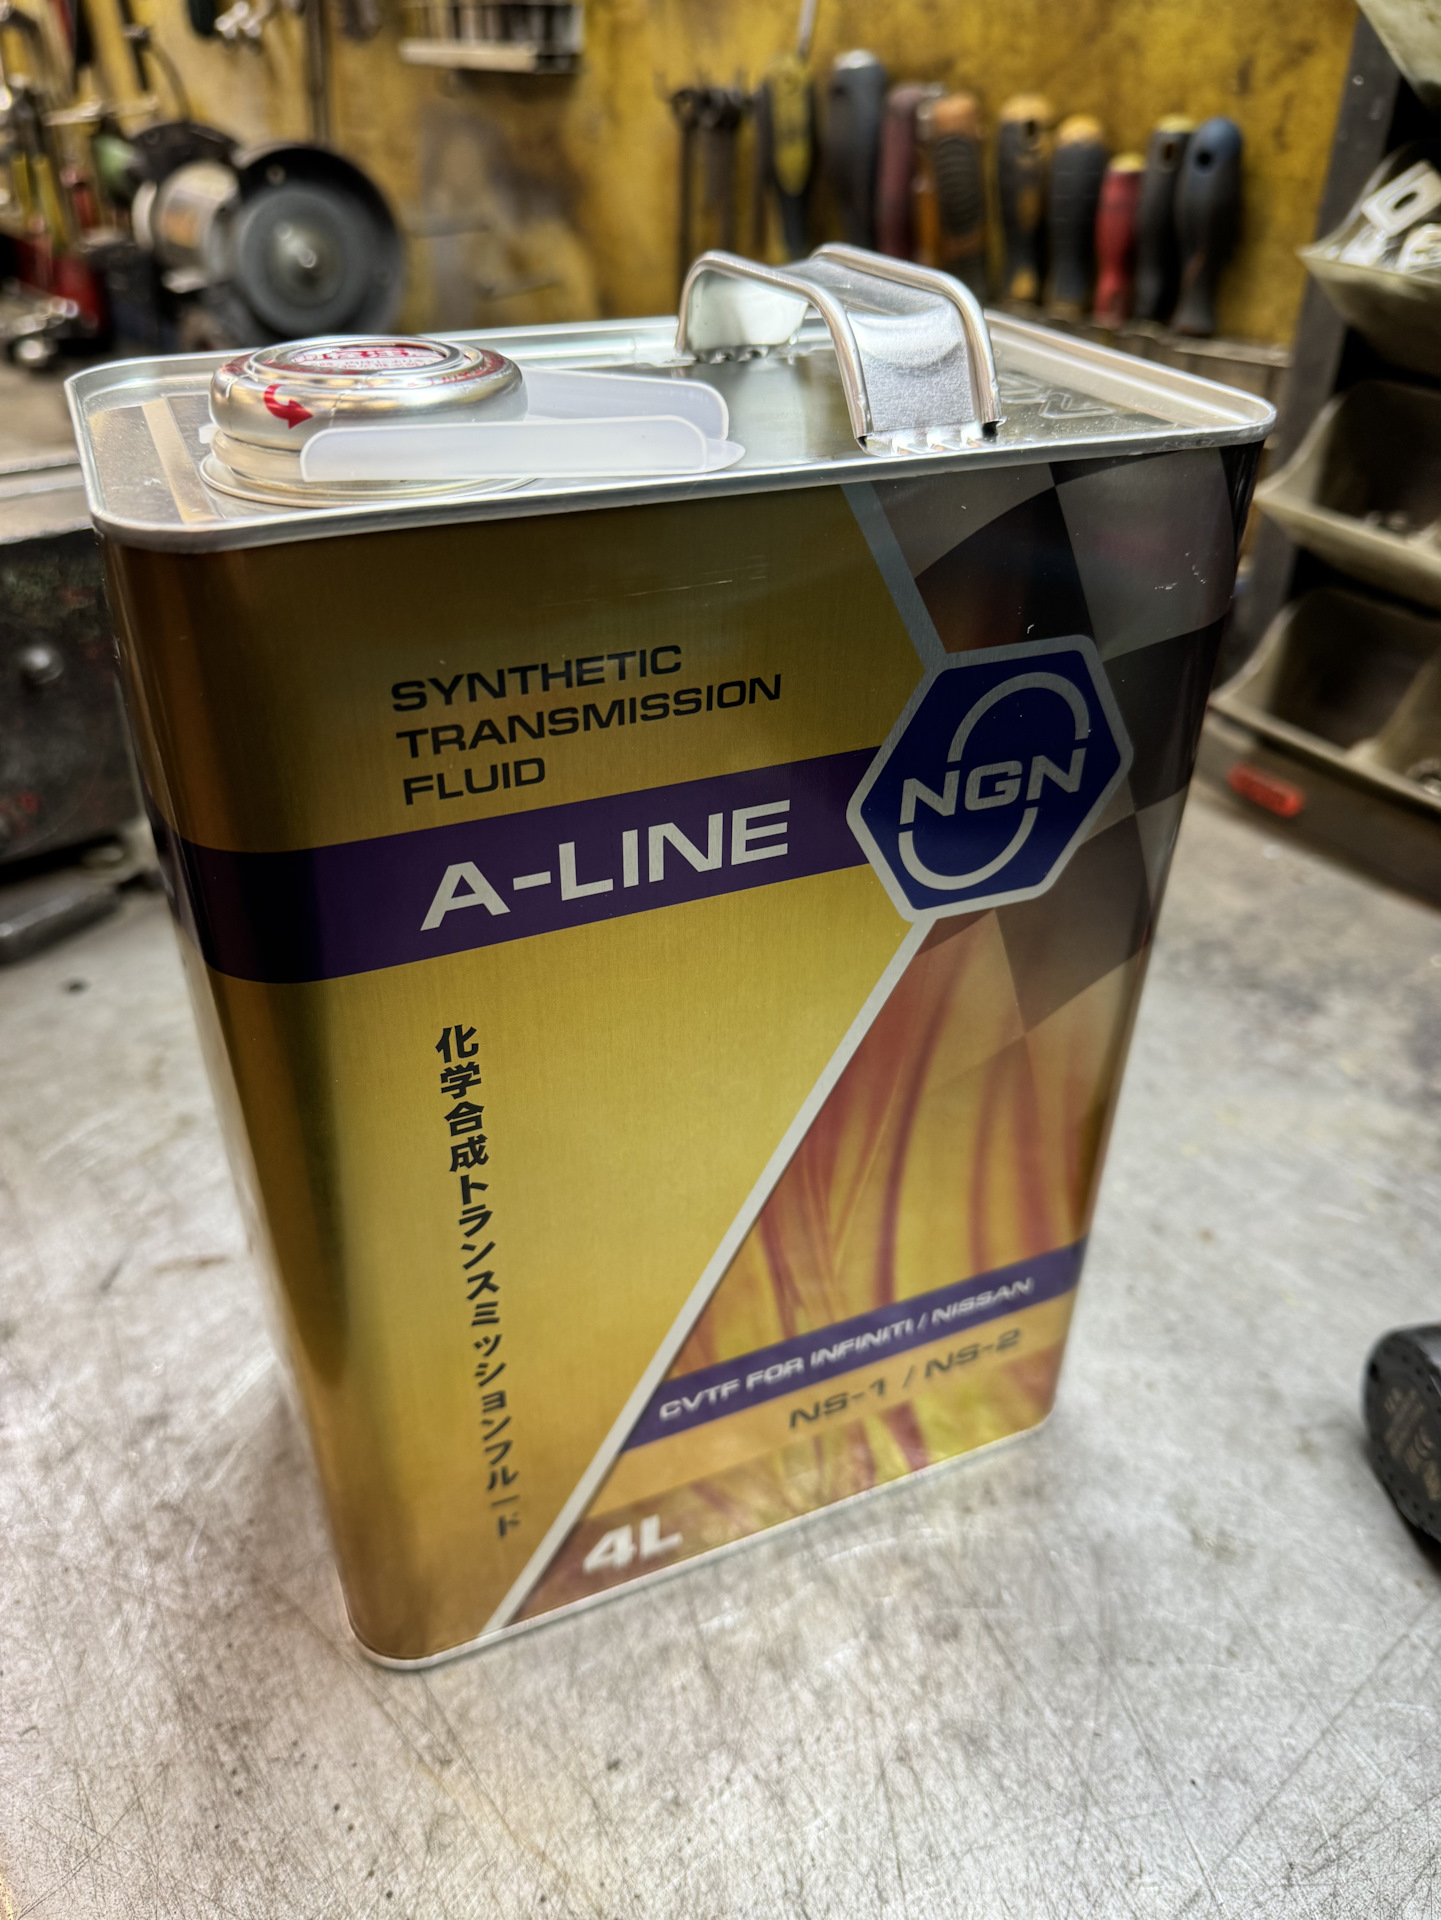 SYNTHETIC
TRANSMISSION
FLUID
A-LINE
NGN
化学合成トランスミッションフルード
CVTF FOR INFINITI / NISSAN
NS-1 / NS-2
4L